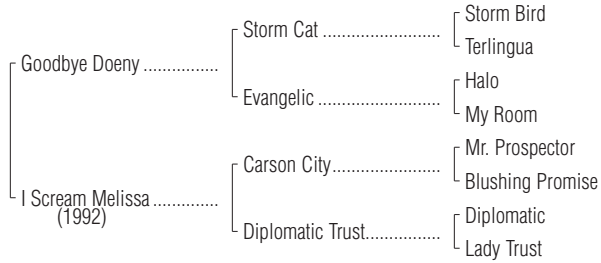 Storm Bird
Storm Cat ........................
Terlingua
Goodbye Doeny ...............
Halo
Evangelic .........................
My Room
Mr. Prospector
Carson City.......................
Blushing Promise
I Scream Melissa .............
(1992)
Diplomatic
Diplomatic Trust...............
Lady Trust